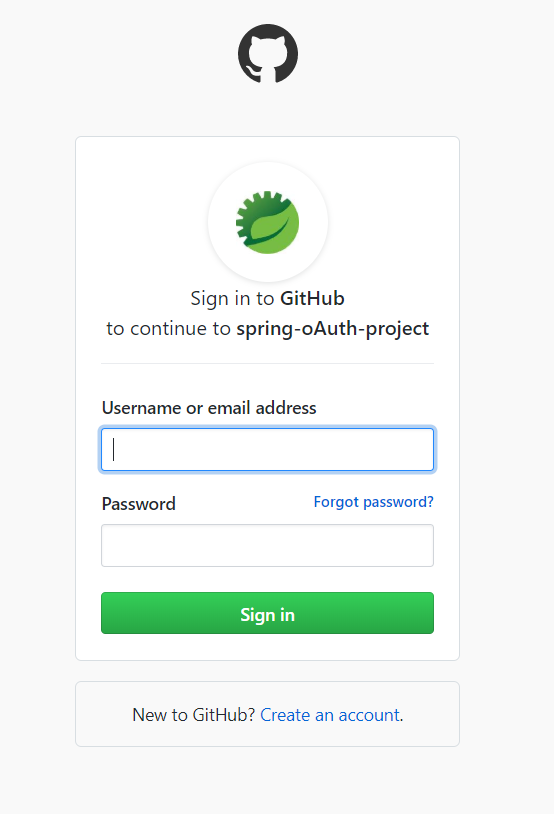 Sign in to GitHub
to continue to spring-oAuth-project
Username or email address
Password Forgot password?
Sign in
New to GitHub? Create an account.